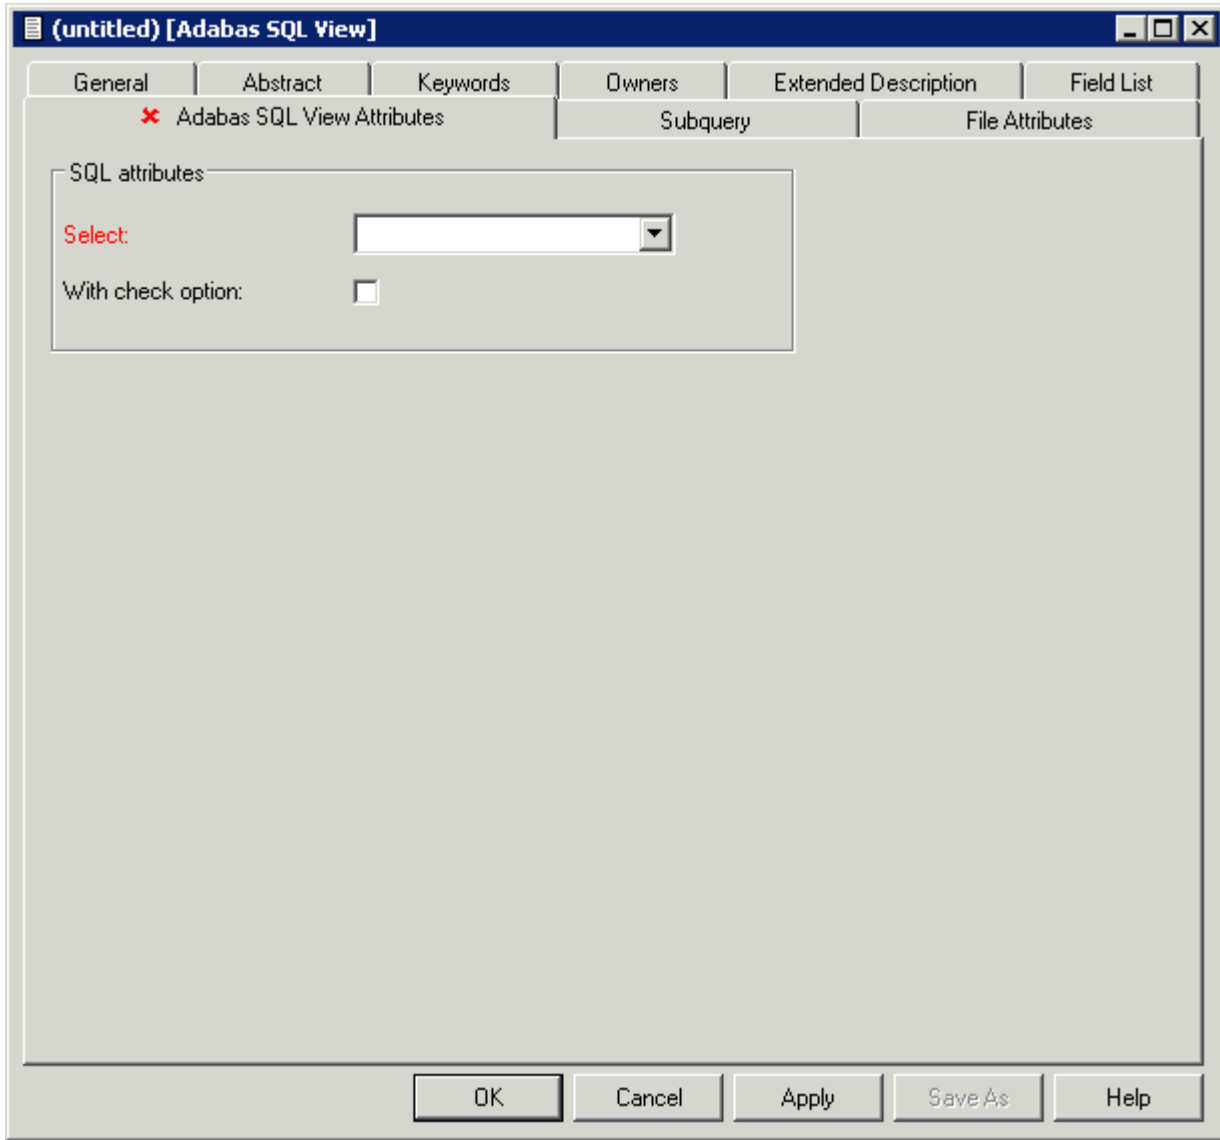 (untitled) [Adabas SQL View]
General Abstract Keywords Owners Extended Description Field List
Adabas SQL View Attributes Subquery File Attributes
SQL attributes
Select:
With check option:
OK Cancel Apply Save As Help